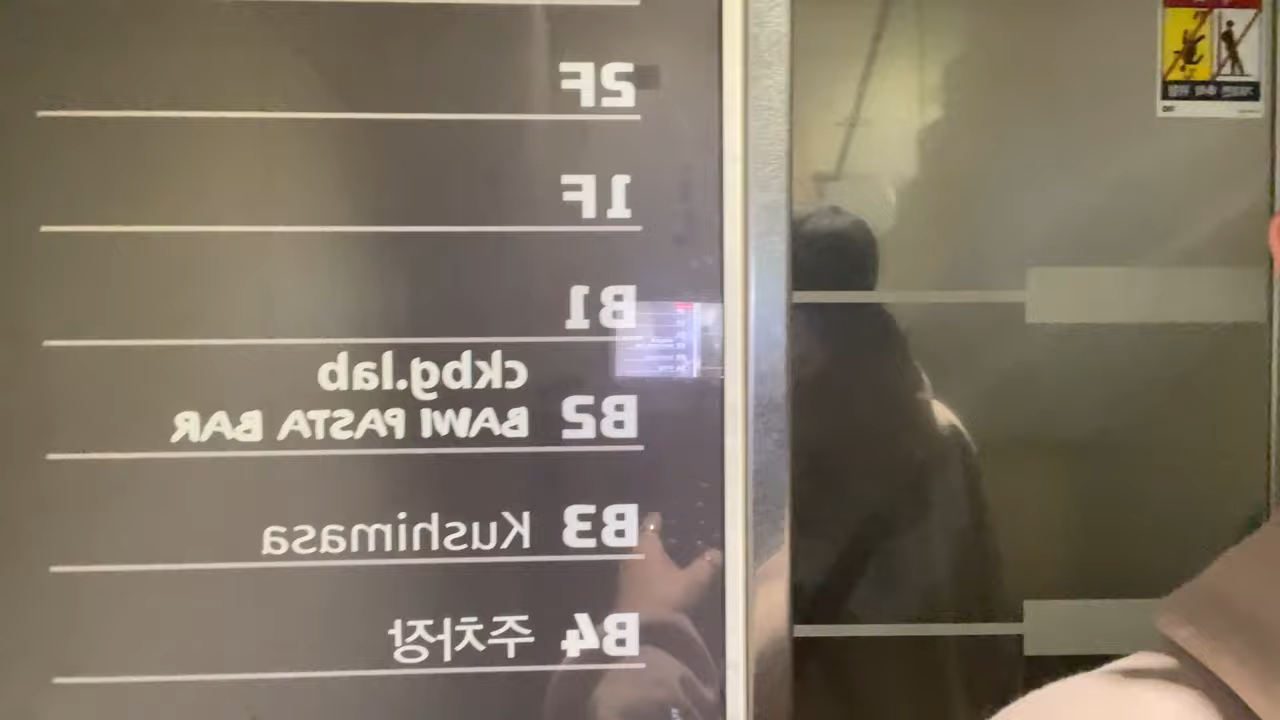 2F
1F
B1
ckbg.lab
B2 BAWI PASTA BAR
B3 Kushimasa
B4 주차장